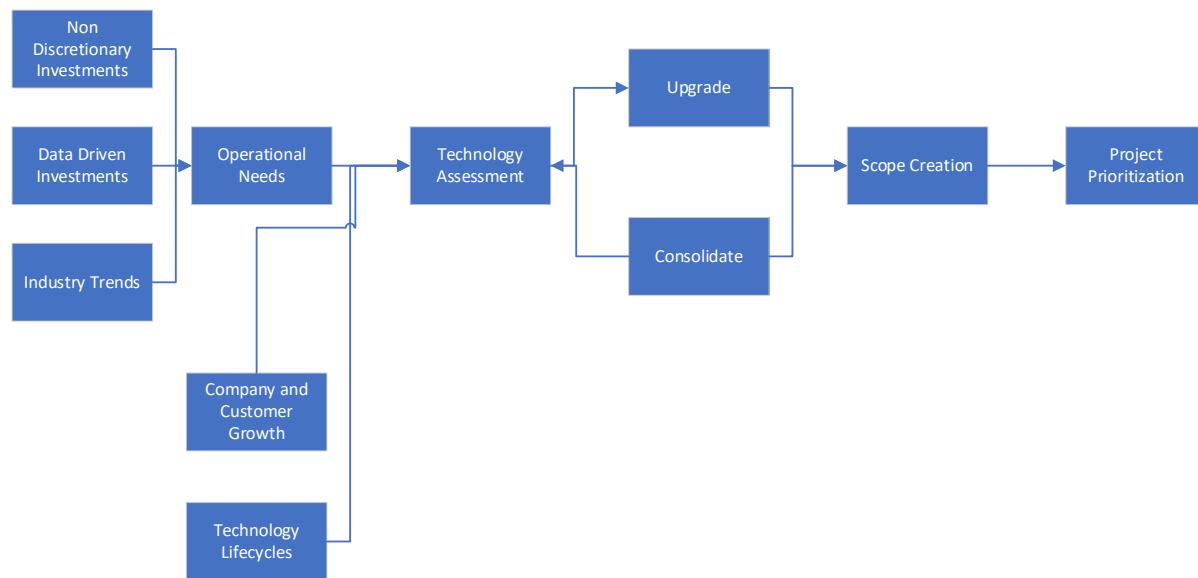 Non
Discretionary
Investments
Data Driven
Investments
Industry Trends
Operational
Needs
Company and
Customer
Growth
Technology
Lifecycles
Technology
Assessment
Upgrade
Consolidate
Scope Creation
Project
Prioritization